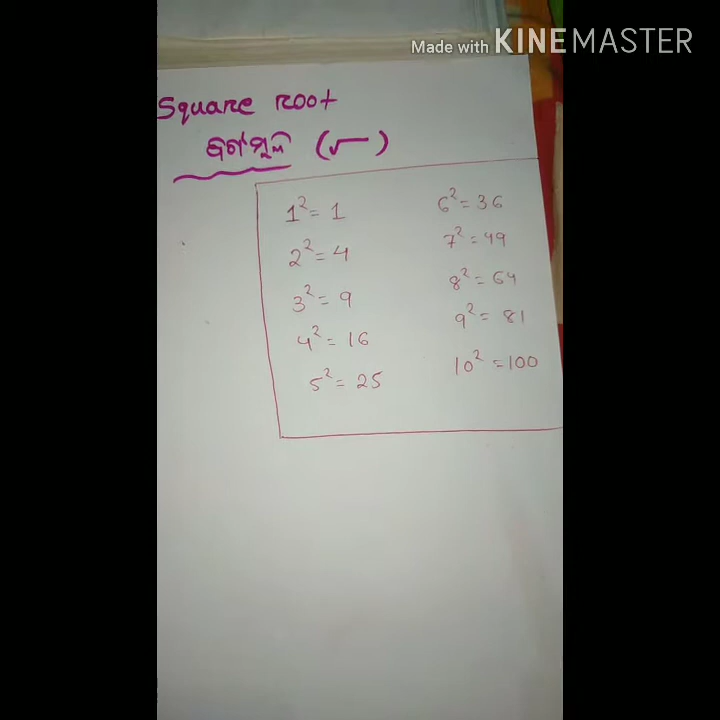 Made with KINEMASTER
Square Root
ବର୍ଗମୂଳ (√)
1² = 1
2² = 4
3² = 9
4² = 16
5² = 25
6² = 36
7² = 49
8² = 64
9² = 81
10² = 100